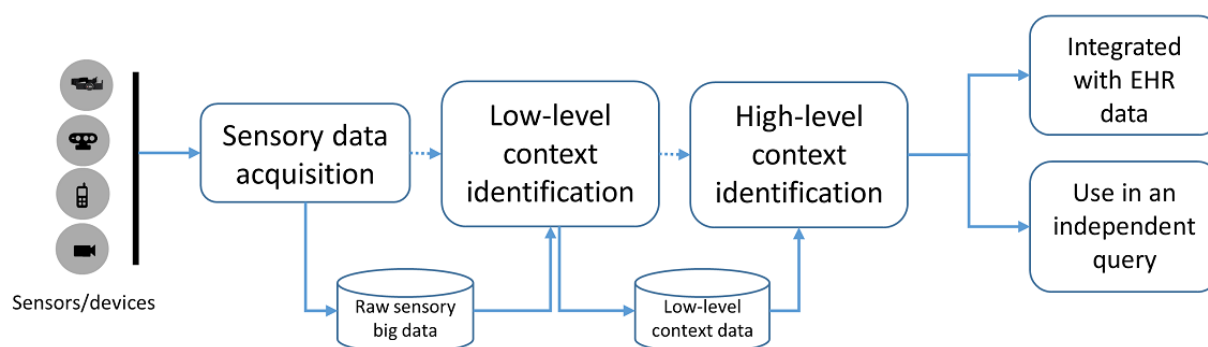 Sensors/devices
Sensory data
acquisition
Raw sensory
big data
Low-level
context
identification
Low-level
context data
High-level
context
identification
Integrated
with EHR
data
Use in an
independent
query